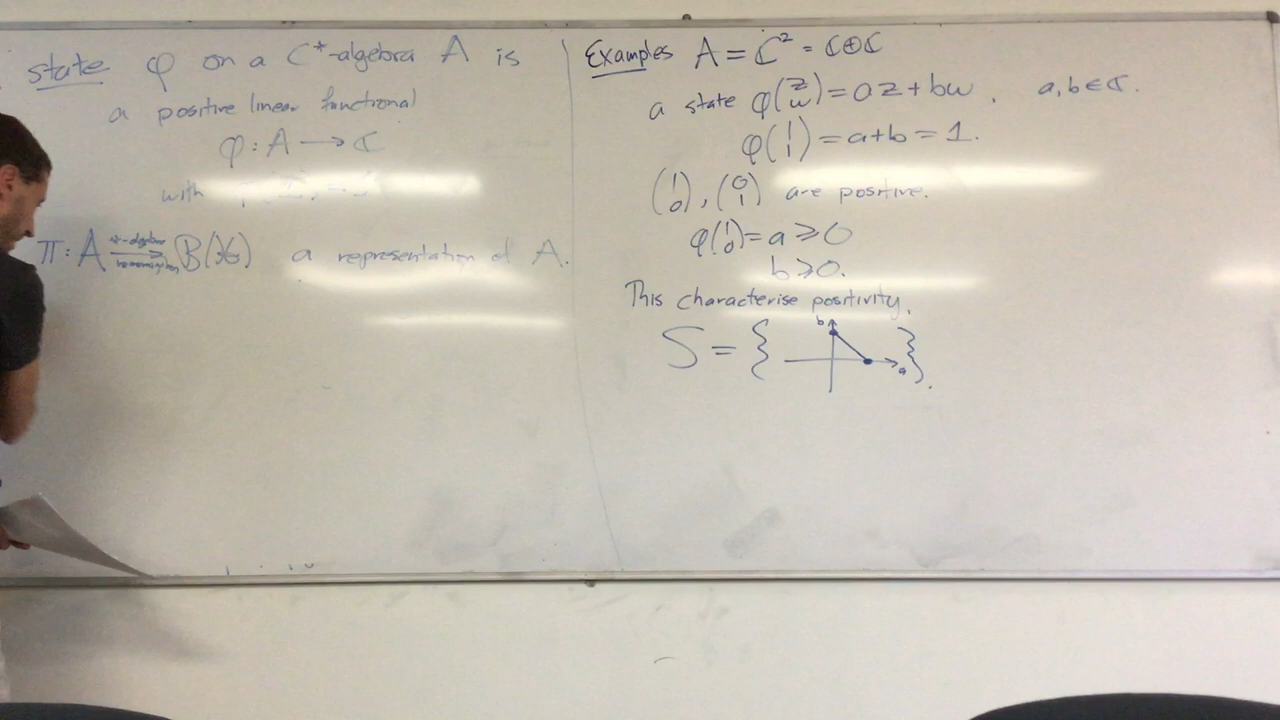 state φ on a C*-algebra A is
a positive linear functional
φ : A ⟶ ℂ
with
π : A *-algebra homomorphism ⟶ B(ℋ) a representation of A.
Examples A = ℂ² = ℂ⊕ℂ
a state φ(z w) = az + bw , a, b ∈ ℂ.
φ(1 1) = a+b = 1.
(1 0), (0 1) are positive.
φ(1 0) = a ⩾ 0
b ⩾ 0.
This characterise positivity.
S = { b a }.